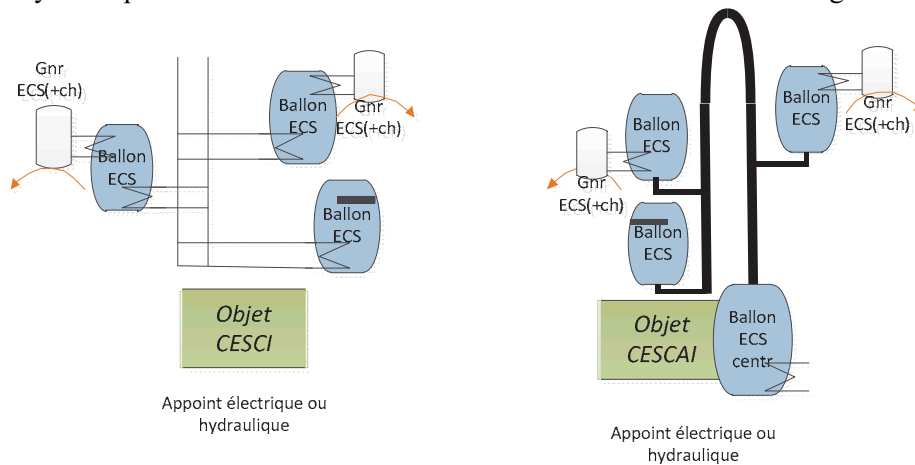 Gnr
ECS(+ch)
Ballon
ECS
Ballon
ECS
Gnr
ECS(+ch)
Ballon
ECS
Objet
CESCI
Appoint électrique ou
hydraulique
Ballon
ECS
Gnr
ECS(+ch)
Ballon
ECS
Gnr
ECS(+ch)
Ballon
ECS
Objet
CESCAI
Ballon
ECS
centr
Appoint électrique ou
hydraulique